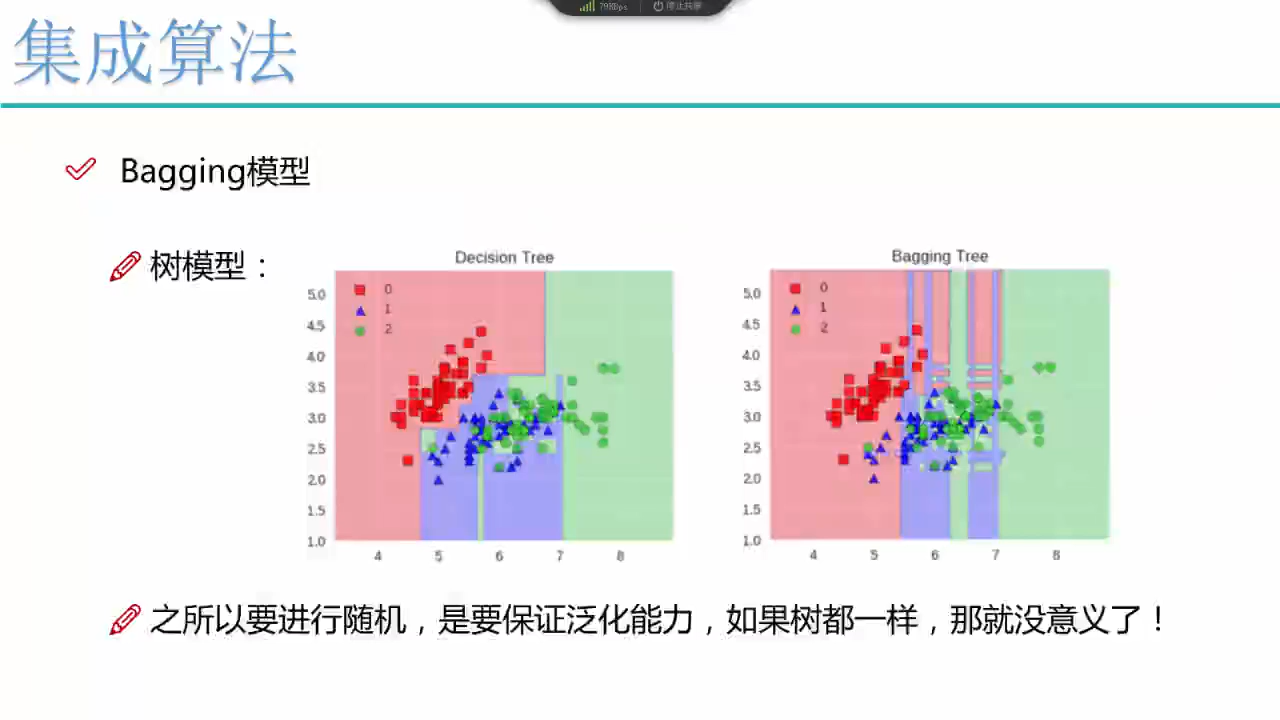 79KBps 停止共享
集成算法
Bagging模型
树模型：
Decision Tree
0
1
2
5.0
4.5
4.0
3.5
3.0
2.5
2.0
1.5
1.0
4 5 6 7 8
Bagging Tree
0
1
2
5.0
4.5
4.0
3.5
3.0
2.5
2.0
1.5
1.0
4 5 6 7 8
之所以要进行随机，是要保证泛化能力，如果树都一样，那就没意义了！